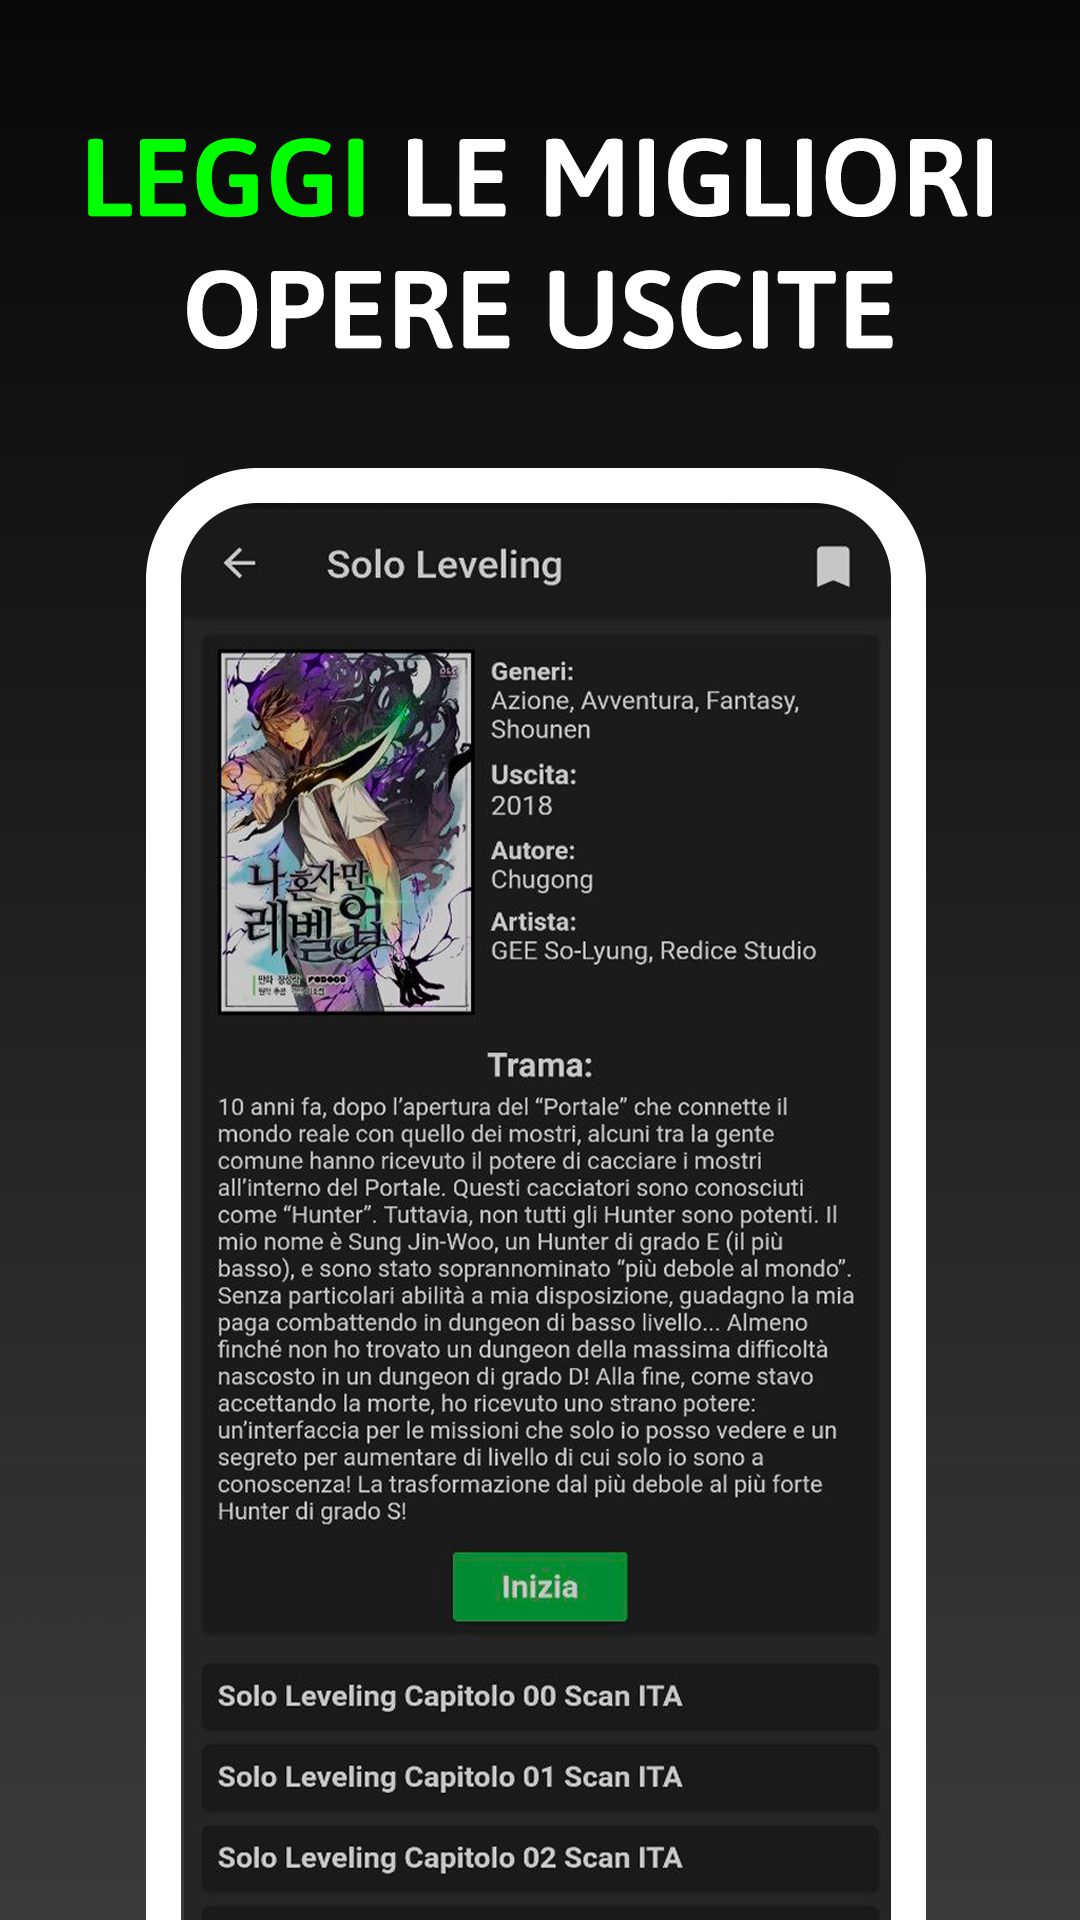 LEGGI LE MIGLIORI
OPERE USCITE
Solo Leveling
나 혼자만
레벨업
만화 장성락
원작 추공
Generi:
Azione, Avventura, Fantasy,
Shounen
Uscita:
2018
Autore:
Chugong
Artista:
GEE So-Lyung, Redice Studio
Trama:
10 anni fa, dopo l’apertura del “Portale” che connette il
mondo reale con quello dei mostri, alcuni tra la gente
comune hanno ricevuto il potere di cacciare i mostri
all’interno del Portale. Questi cacciatori sono conosciuti
come “Hunter”. Tuttavia, non tutti gli Hunter sono potenti. Il
mio nome è Sung Jin-Woo, un Hunter di grado E (il più
basso), e sono stato soprannominato “più debole al mondo”.
Senza particolari abilità a mia disposizione, guadagno la mia
paga combattendo in dungeon di basso livello... Almeno
finché non ho trovato un dungeon della massima difficoltà
nascosto in un dungeon di grado D! Alla fine, come stavo
accettando la morte, ho ricevuto uno strano potere:
un’interfaccia per le missioni che solo io posso vedere e un
segreto per aumentare di livello di cui solo io sono a
conoscenza! La trasformazione dal più debole al più forte
Hunter di grado S!
Inizia
Solo Leveling Capitolo 00 Scan ITA
Solo Leveling Capitolo 01 Scan ITA
Solo Leveling Capitolo 02 Scan ITA